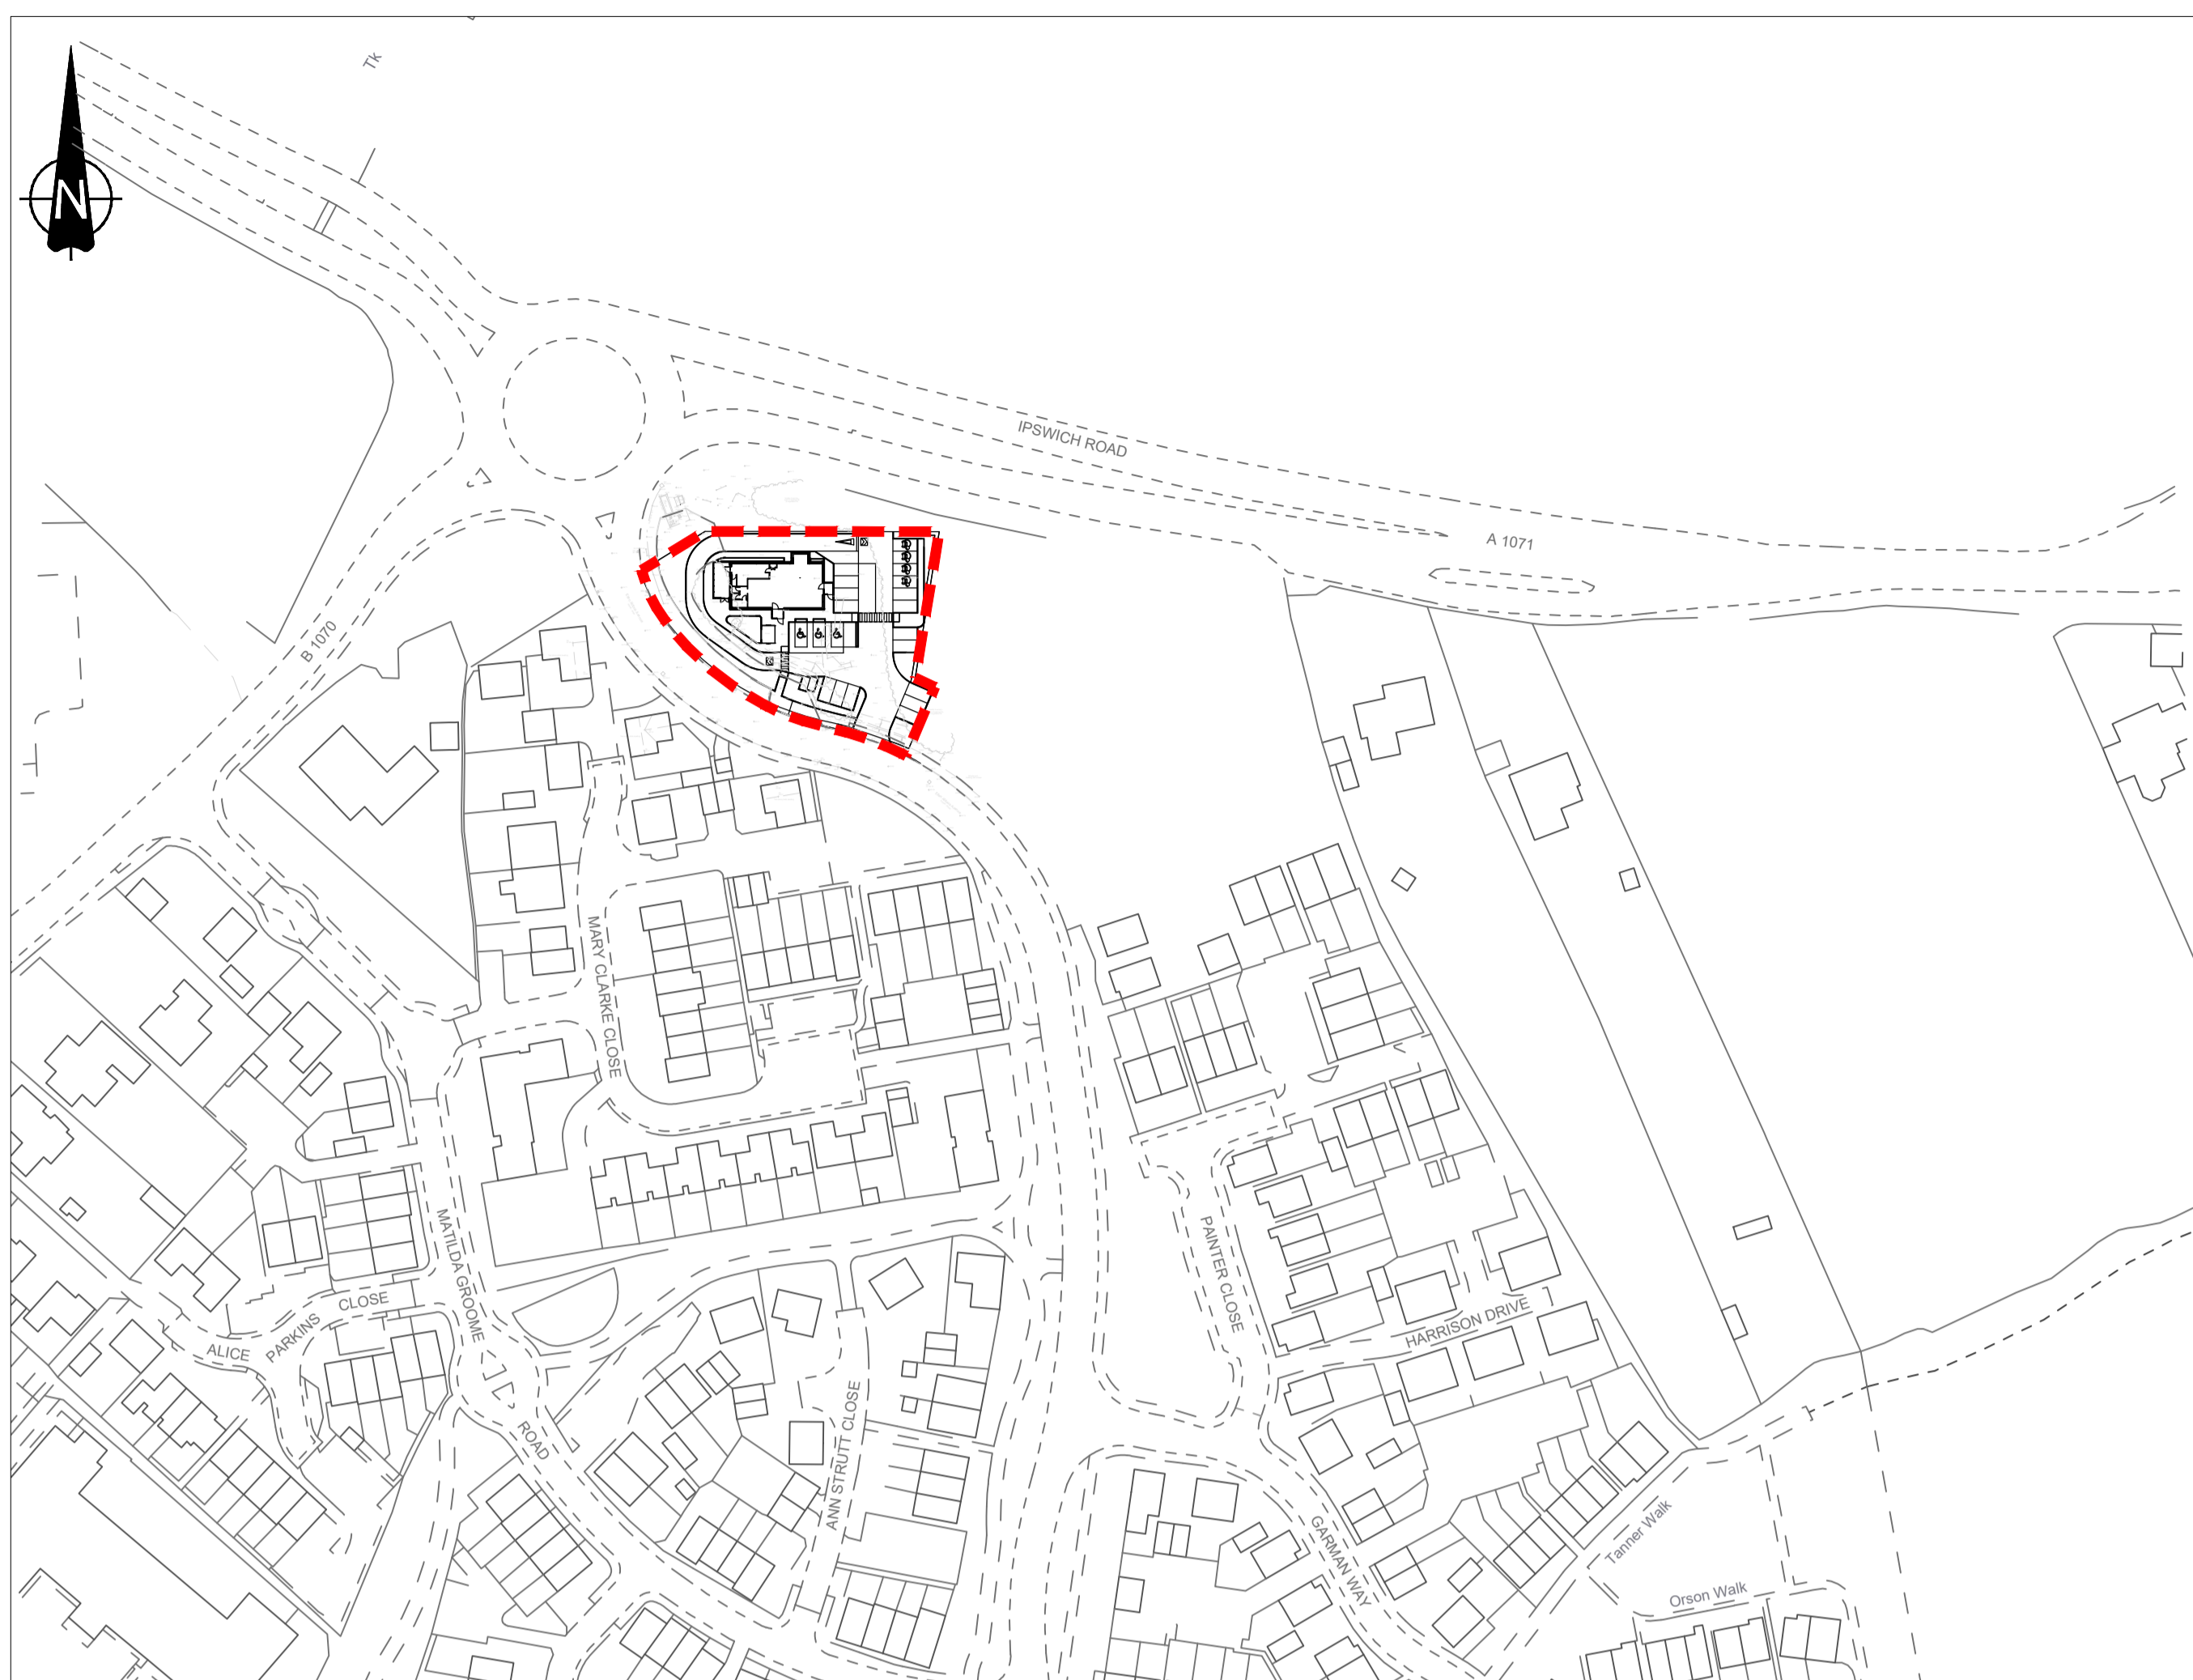 Tk
N
IPSWICH ROAD
A 1071
B 1070
MARY CLARKE CLOSE
MATILDA GROOME
ROAD
ALICE
PARKINS
CLOSE
ANN STRUTT CLOSE
PAINTER CLOSE
HARRISON DRIVE
GARMAN WAY
Tanner Walk
Orson Walk